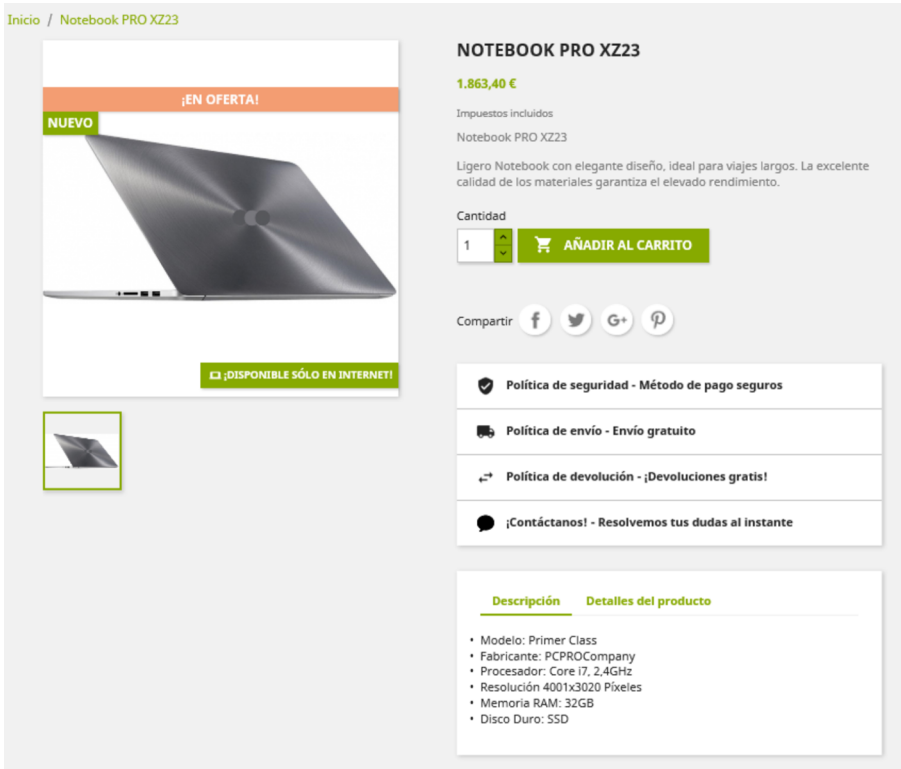 Inicio / Notebook PRO XZ23
¡EN OFERTA!
NUEVO
¡DISPONIBLE SÓLO EN INTERNET!
NOTEBOOK PRO XZ23
1.863,40 €
Impuestos incluidos
Notebook PRO XZ23
Ligero Notebook con elegante diseño, ideal para viajes largos. La excelente
calidad de los materiales garantiza el elevado rendimiento.
Cantidad
1
AÑADIR AL CARRITO
Compartir
Política de seguridad - Método de pago seguros
Política de envío - Envío gratuito
Política de devolución - ¡Devoluciones gratis!
¡Contáctanos! - Resolvemos tus dudas al instante
Descripción Detalles del producto
• Modelo: Primer Class
• Fabricante: PCPROCompany
• Procesador: Core i7, 2,4GHz
• Resolución 4001x3020 Píxeles
• Memoria RAM: 32GB
• Disco Duro: SSD